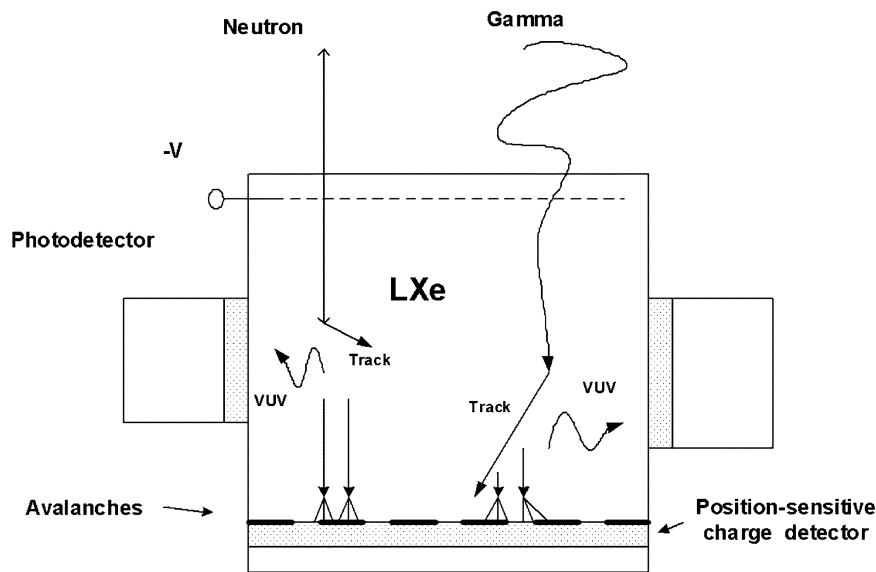 Neutron
Gamma
-V
Photodetector
LXe
Track
VUV
Track
VUV
Avalanches
Position-sensitive
charge detector